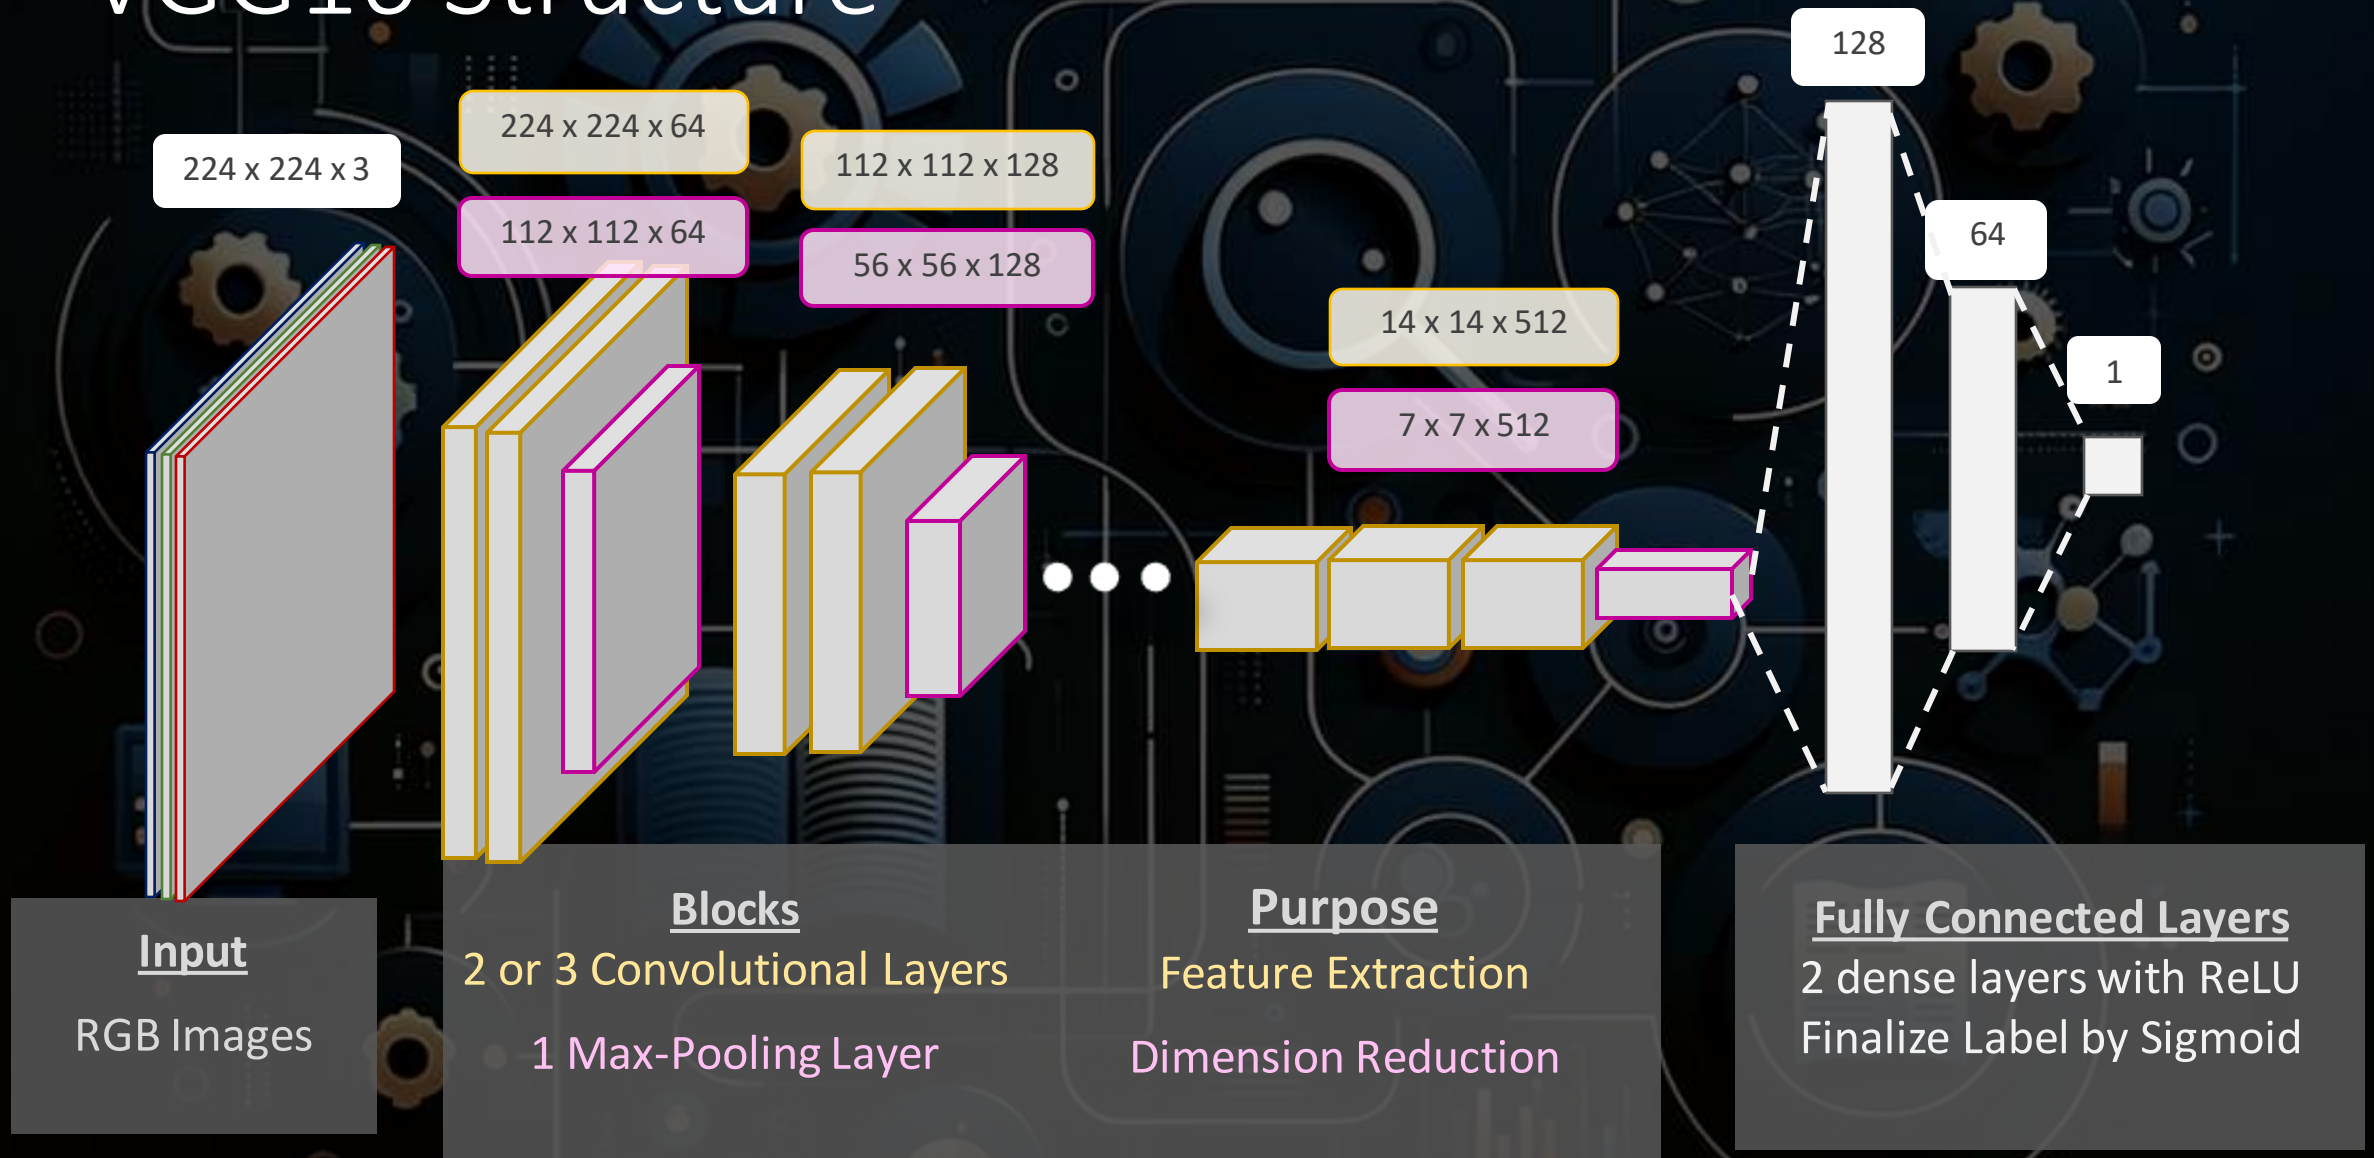 VGG16 Structure
224 x 224 x 3
224 x 224 x 64
112 x 112 x 64
112 x 112 x 128
56 x 56 x 128
14 x 14 x 512
7 x 7 x 512
128
64
1
Input
RGB Images
Blocks
2 or 3 Convolutional Layers
1 Max-Pooling Layer
Purpose
Feature Extraction
Dimension Reduction
Fully Connected Layers
2 dense layers with ReLU
Finalize Label by Sigmoid